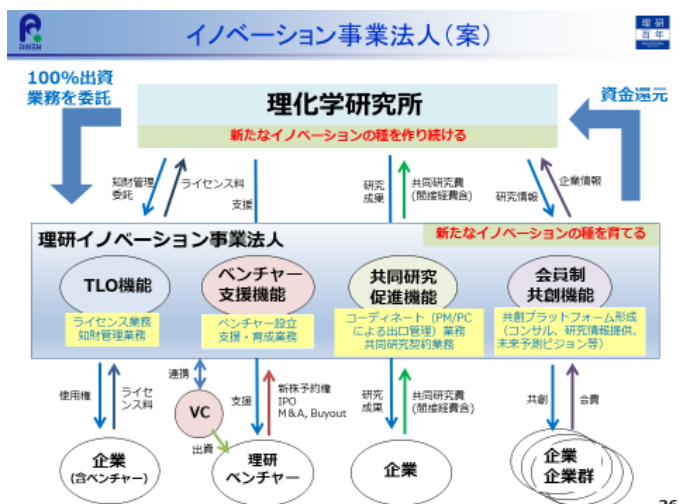 RIKEN
イノベーション事業法人(案)
理研
百年
100%出資
業務を委託
資金還元
理化学研究所
新たなイノベーションの種を作り続ける
知財管理
委託
ライセンス料
支援
研究
成果
共同研究費
(間接経費含)
研究情報
企業情報
理研イノベーション事業法人
新たなイノベーションの種を育てる
TLO機能
ライセンス業務
知財管理業務
ベンチャー
支援機能
ベンチャー設立
支援・育成業務
共同研究
促進機能
コーディネート(PM/PC
による出口管理)業務
共同研究契約業務
会員制
共創機能
共創プラットフォーム形成
(コンサル、研究情報提供、
未来予測ビジョン等)
使用権
ライセ
ンス料
連携
VC
出資
支援
新株予約権
IPO
M&A, Buyout
研究
成果
共同研究費
(間接経費含)
共創
会費
企業
(含ベンチャー)
理研
ベンチャー
企業
企業
企業群